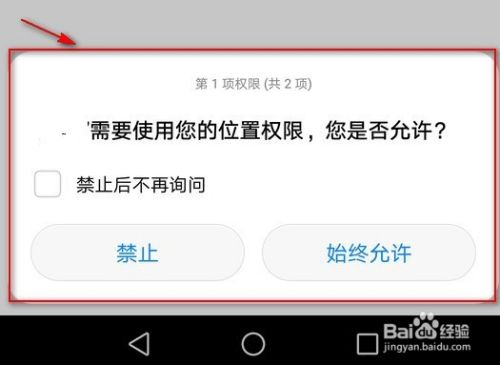 第 1 项权限 (共 2 项)
需要使用您的位置权限，您是否允许？
禁止后不再询问
禁止
始终允许
Baidu经验
jingyan.baidu.com